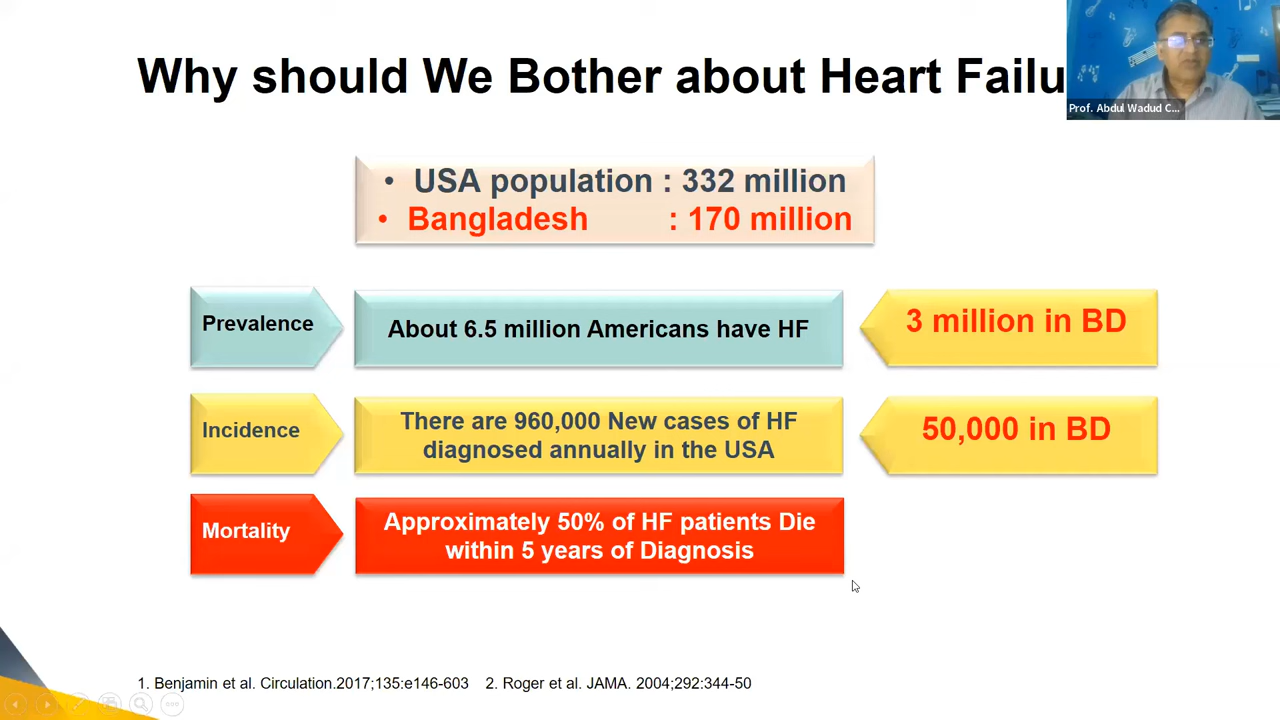 Why should We Bother about Heart Failu
Prof. Abdul Wadud C...
• USA population : 332 million
• Bangladesh : 170 million
Prevalence
About 6.5 million Americans have HF
3 million in BD
Incidence
There are 960,000 New cases of HF
diagnosed annually in the USA
50,000 in BD
Mortality
Approximately 50% of HF patients Die
within 5 years of Diagnosis
1. Benjamin et al. Circulation.2017;135:e146-603 2. Roger et al. JAMA. 2004;292:344-50